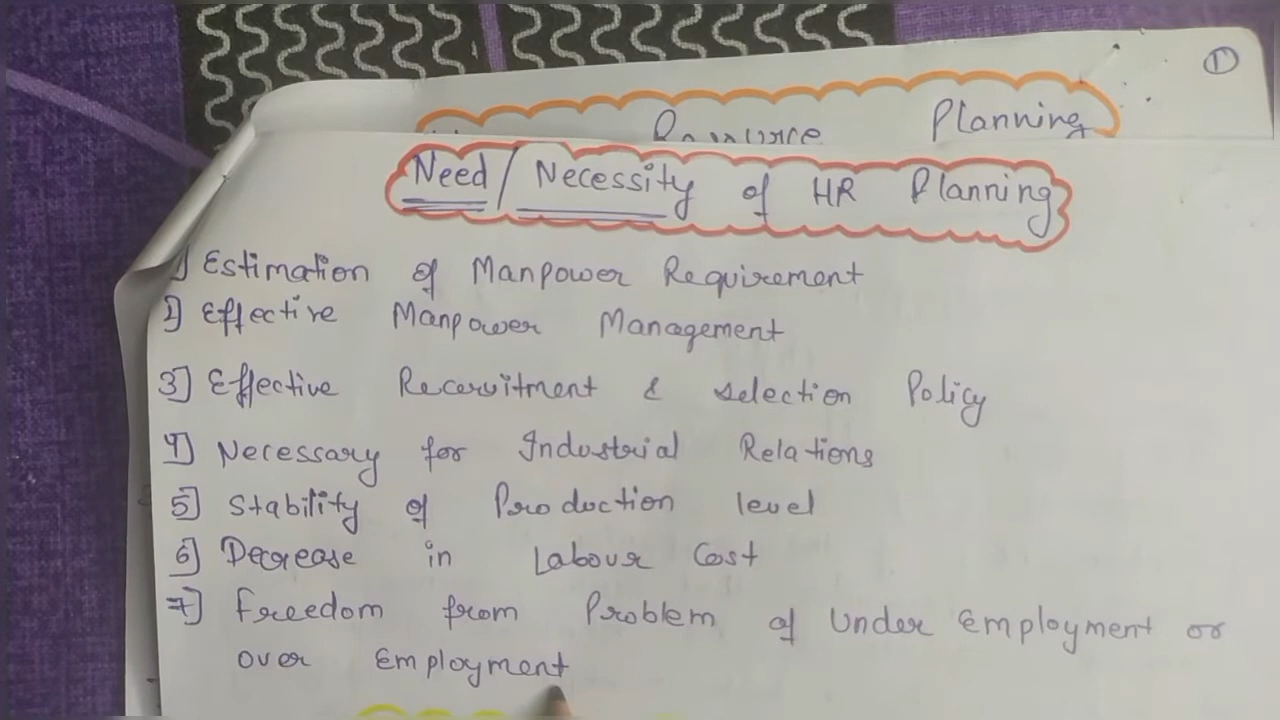 ①
Planning
Need / Necessity of HR Planning
1) Estimation of Manpower Requirement
2] Effective Manpower Management
3] Effective Recruitment & selection Policy
4] Necessary for Industrial Relations
5] Stability of Production level
6] Decrease in Labour Cost
7] Freedom from Problem of Under Employment or
over Employment